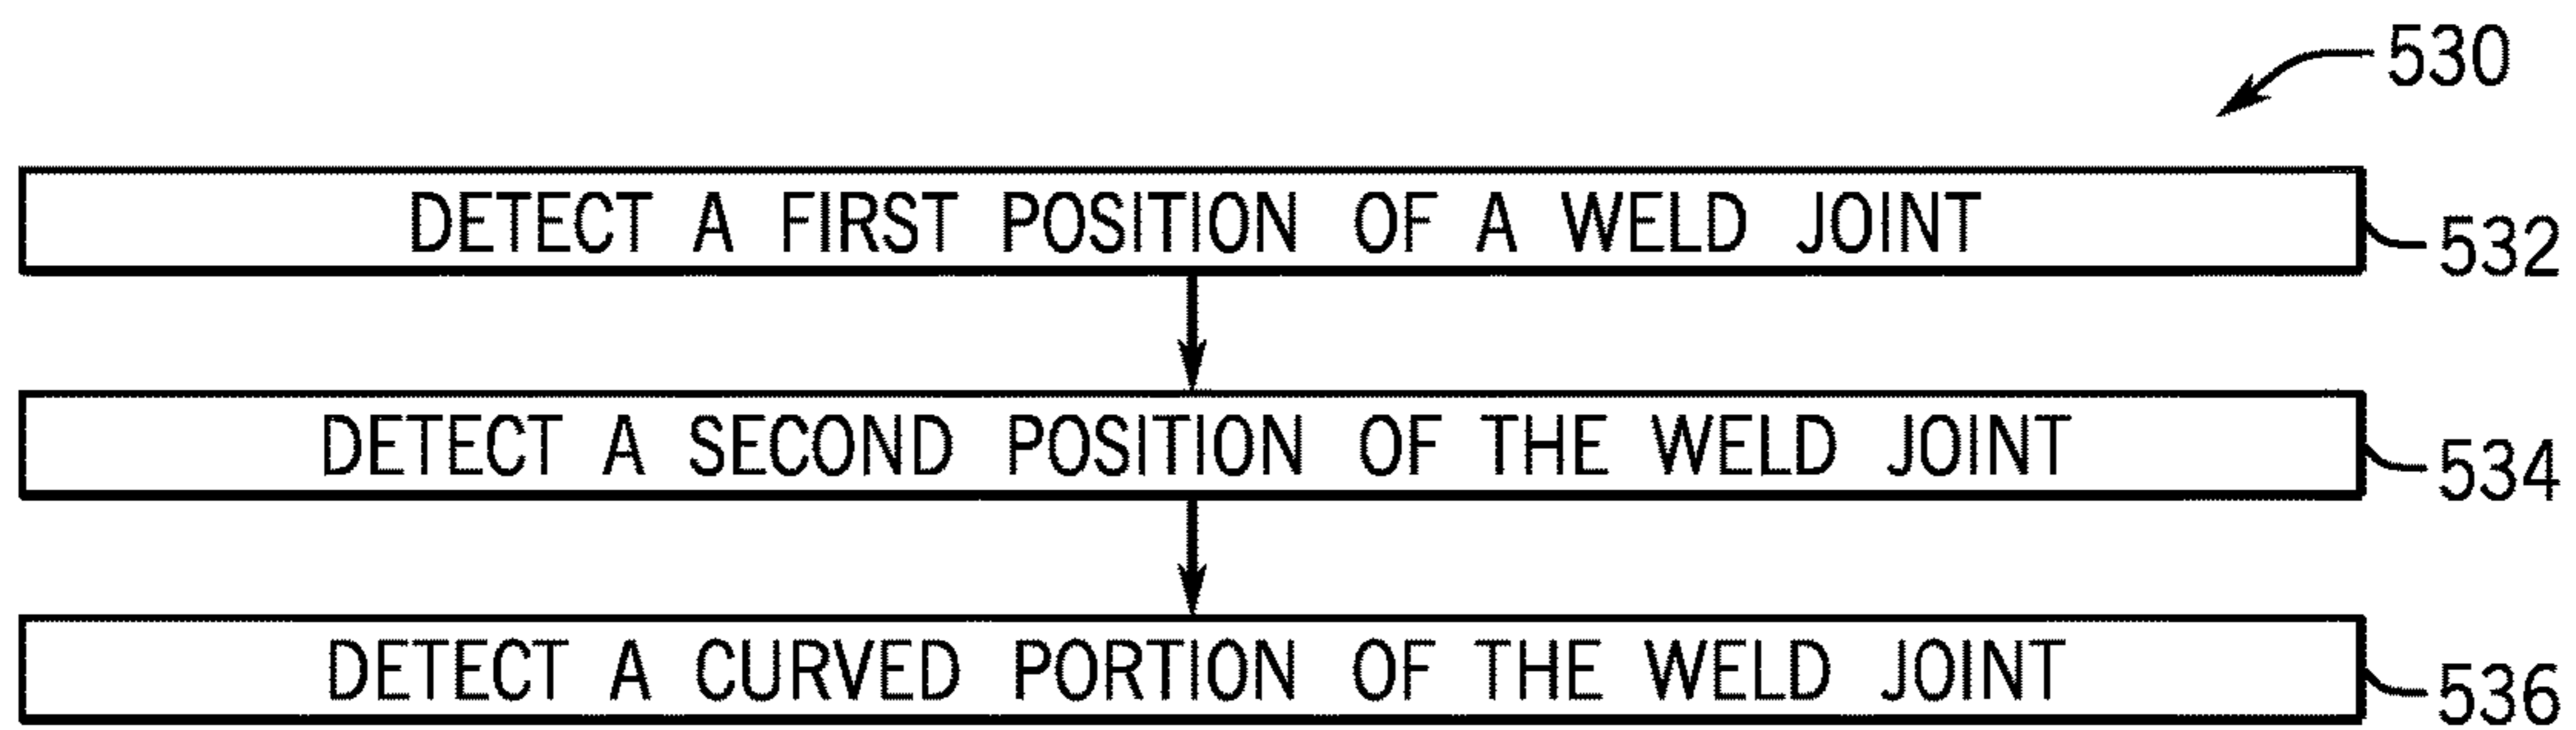 530
DETECT A FIRST POSITION OF A WELD JOINT
532
DETECT A SECOND POSITION OF THE WELD JOINT
534
DETECT A CURVED PORTION OF THE WELD JOINT
536